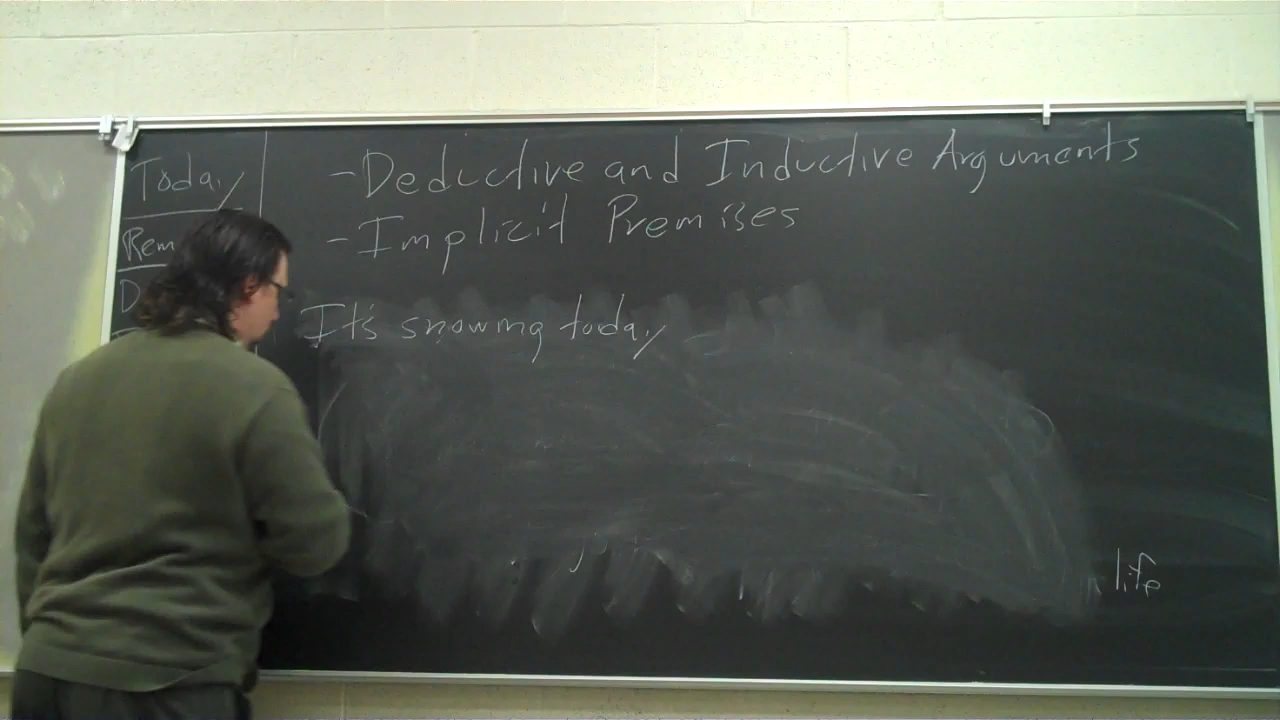 Today
- Deductive and Inductive Arguments
- Implicit Premises
Rem
D
It's snowing today
life